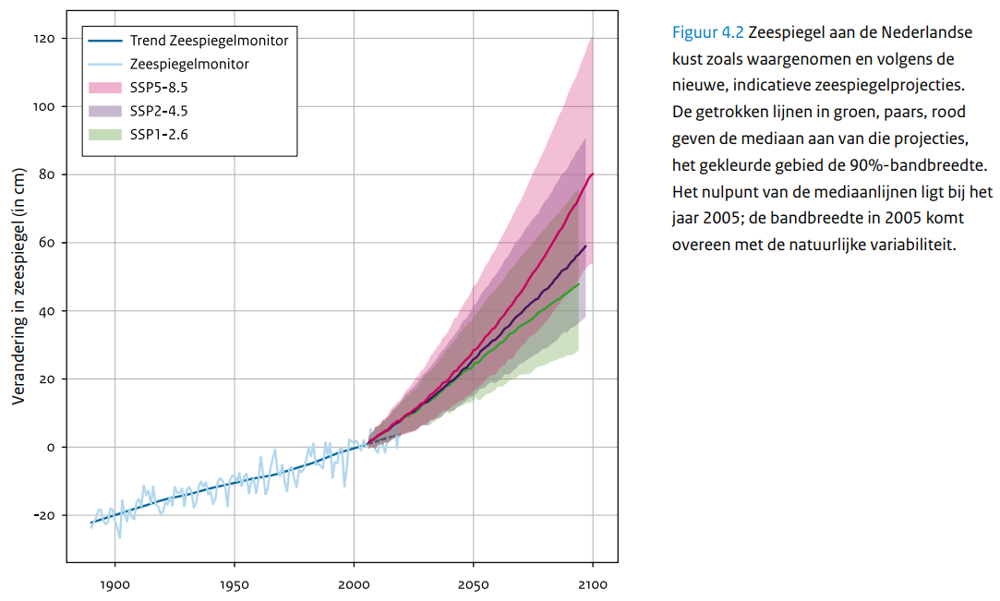 120
100
80
60
40
20
0
-20
Verandering in zeespiegel (in cm)
Trend Zeespiegelmonitor
Zeespiegelmonitor
SSP5-8.5
SSP2-4.5
SSP1-2.6
1900
1950
2000
2050
2100
Figuur 4.2 Zeespiegel aan de Nederlandse
kust zoals waargenomen en volgens de
nieuwe, indicatieve zeespiegelprojecties.
De getrokken lijnen in groen, paars, rood
geven de mediaan aan van die projecties,
het gekleurde gebied de 90%-bandbreedte.
Het nulpunt van de mediaanlijnen ligt bij het
jaar 2005; de bandbreedte in 2005 komt
overeen met de natuurlijke variabiliteit.